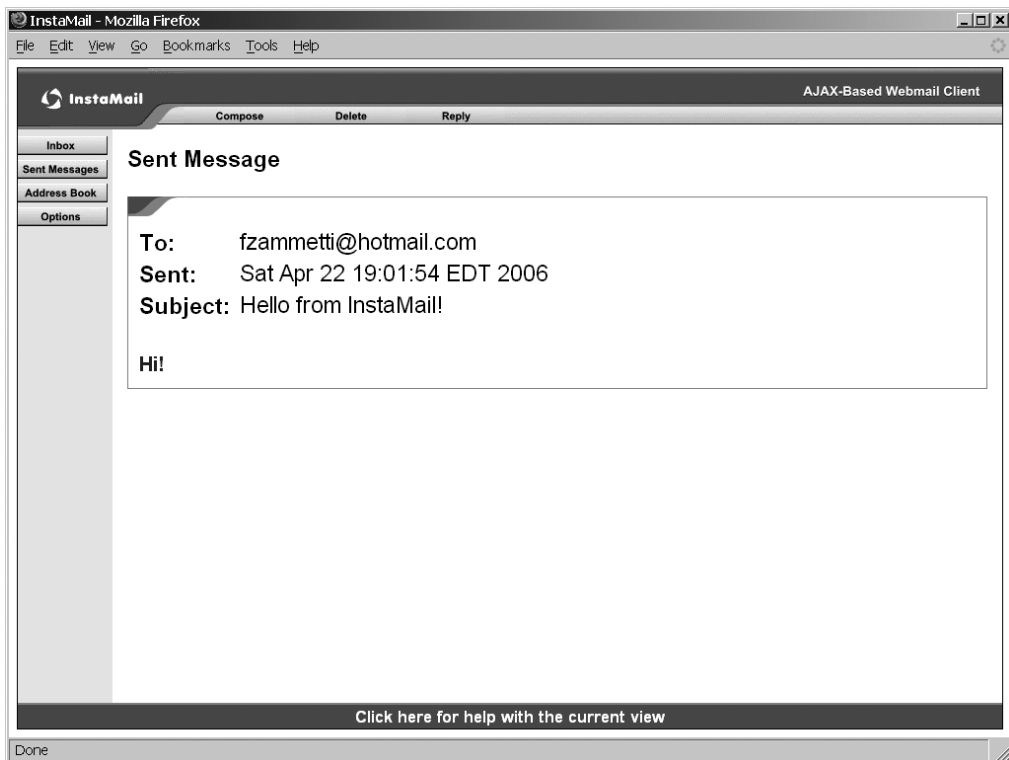 InstaMail - Mozilla Firefox
File Edit View Go Bookmarks Tools Help
InstaMail
AJAX-Based Webmail Client
Compose Delete Reply
Inbox
Sent Messages
Address Book
Options
Sent Message
To: fzammetti@hotmail.com
Sent: Sat Apr 22 19:01:54 EDT 2006
Subject: Hello from InstaMail!
Hi!
Click here for help with the current view
Done